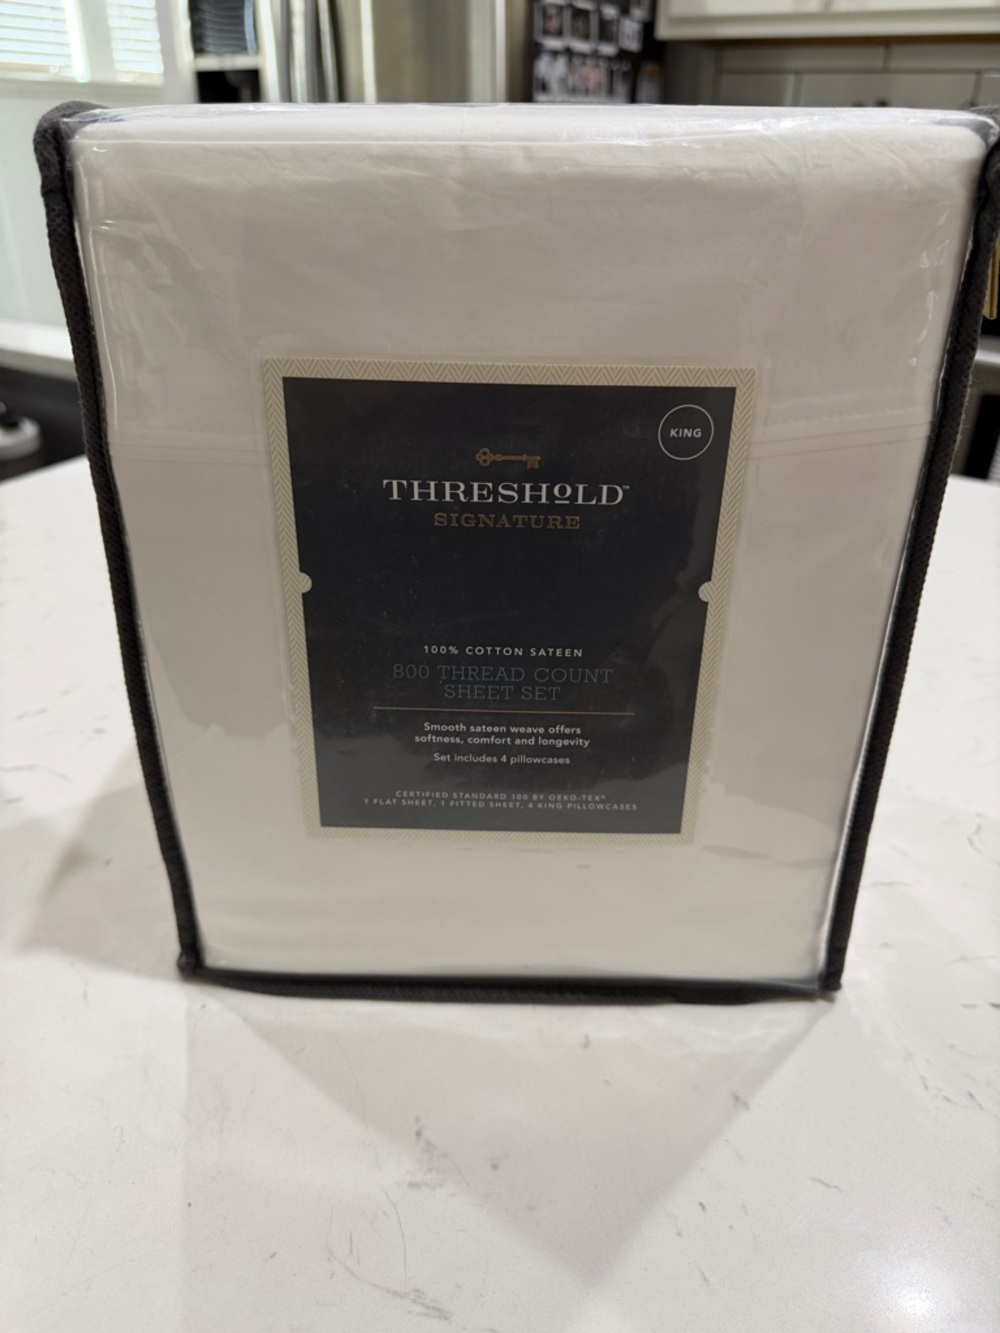 KING
THRESHOLD™
SIGNATURE
100% COTTON SATEEN
800 THREAD COUNT
SHEET SET
Smooth sateen weave offers
softness, comfort and longevity
Set includes 4 pillowcases
CERTIFIED STANDARD 100 BY OEKO-TEX®
1 FLAT SHEET, 1 FITTED SHEET, 4 KING PILLOWCASES